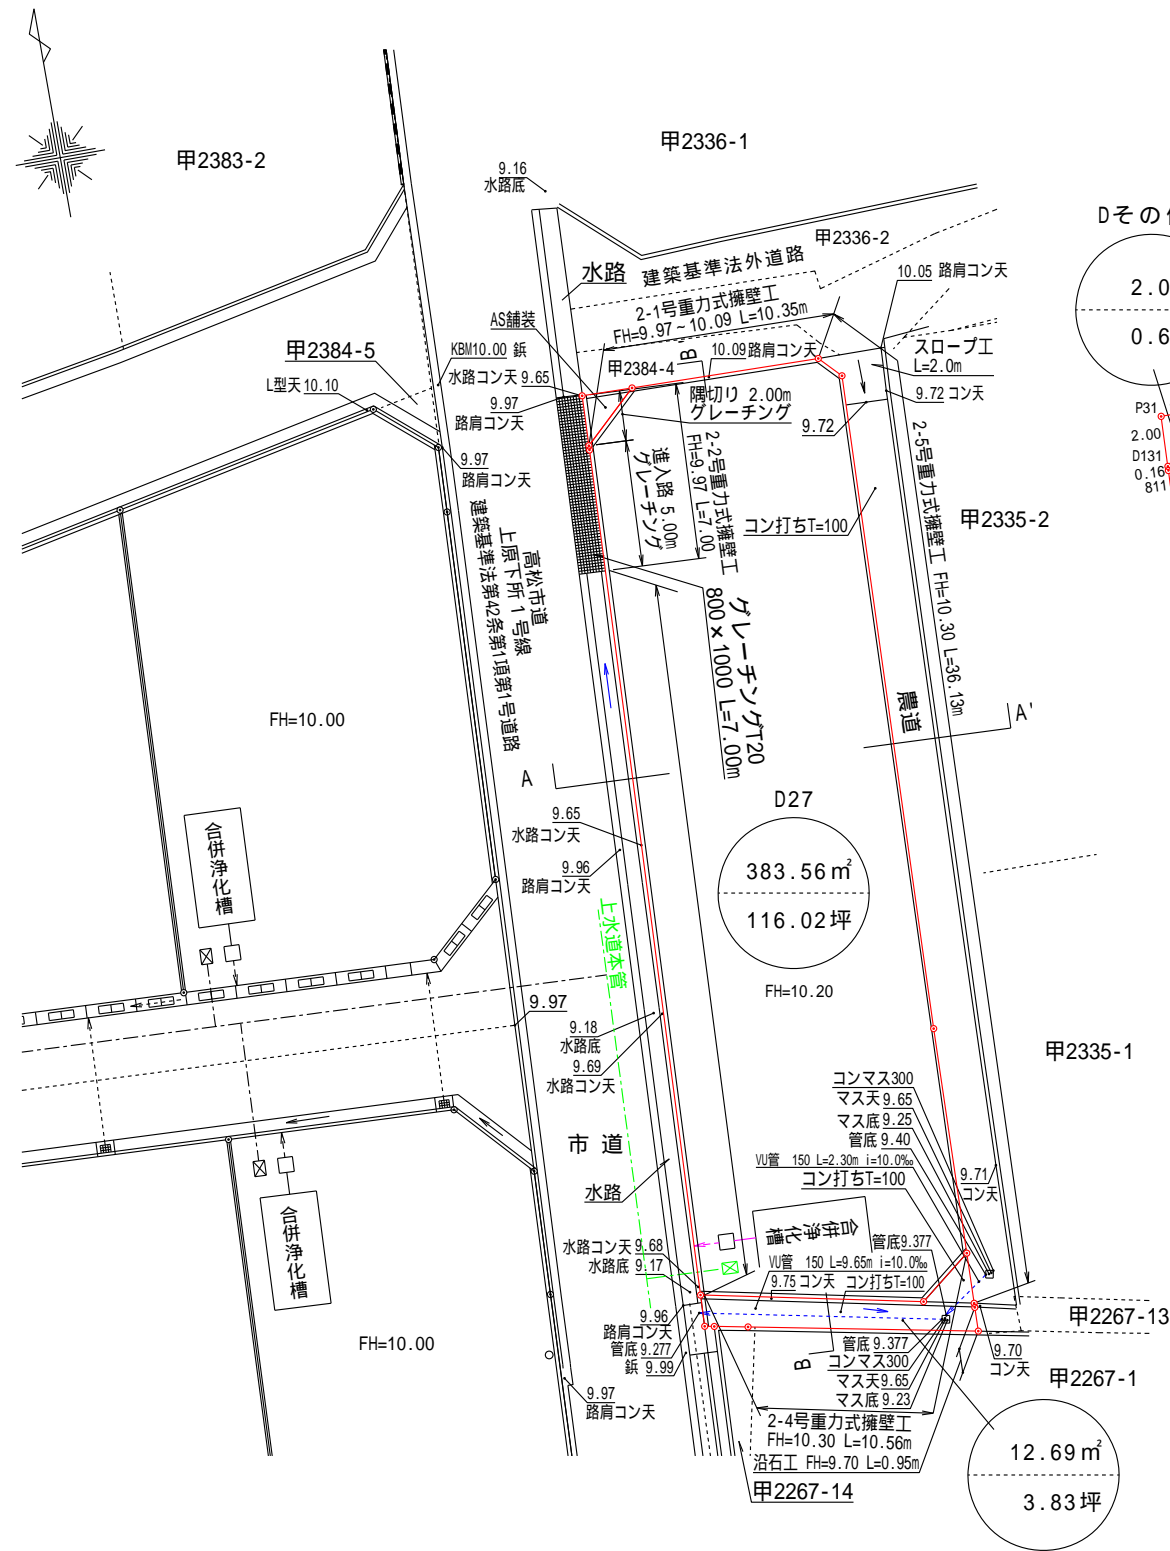 甲2383-2
甲2336-1
9.16
水路底
甲2336-2
Dその
2.0
0.6
水路
建築基準法外道路
10.05 路肩コン天
2-1号重力式擁壁工
FH=9.97~10.09 L=10.35m
AS舗装
スロープ工
L=2.0m
甲2384-5
KBM10.00 鋲
B
10.09 路肩コン天
水路コン天 9.65
甲2384-4
L型天 10.10
9.97
路肩コン天
隅切り 2.00m
グレーチング
9.72 コン天
9.72
P31
2.00
D131
0.16
811
9.97
路肩コン天
進入路 5.00m
グレーチング
2-2号重力式擁壁工
FH=9.97 L=7.00
コン打ちT=100
2-5号重力式擁壁工 FH=10.30 L=36.13m
甲2335-2
高松市道
上原下所1号線
建築基準法第42条第1項第1号道路
グレーチングT20
800×1000 L=7.00m
農道
FH=10.00
A
A'
D27
383.56㎡
116.02坪
FH=10.20
9.65
水路コン天
9.96
路肩コン天
合併浄化槽
上水道本管
9.97
9.18
水路底
9.69
水路コン天
甲2335-1
コンマス300
マス天 9.65
マス底 9.25
管底 9.40
VU管 150 L=2.30m i=10.0‰
コン打ちT=100
9.71
コン天
市道
水路
合併浄化槽
合併浄化槽
管底 9.377
水路コン天 9.68
水路底 9.17
VU管 150 L=9.65m i=10.0‰
9.75 コン天
コン打ちT=100
9.96
路肩コン天
管底 9.277
鋲 9.99
B
管底 9.377
コンマス300
マス天 9.65
マス底 9.23
9.70
コン天
甲2267-13
甲2267-1
FH=10.00
9.97
路肩コン天
2-4号重力式擁壁工
FH=10.30 L=10.56m
沿石工 FH=9.70 L=0.95m
甲2267-14
12.69㎡
3.83坪